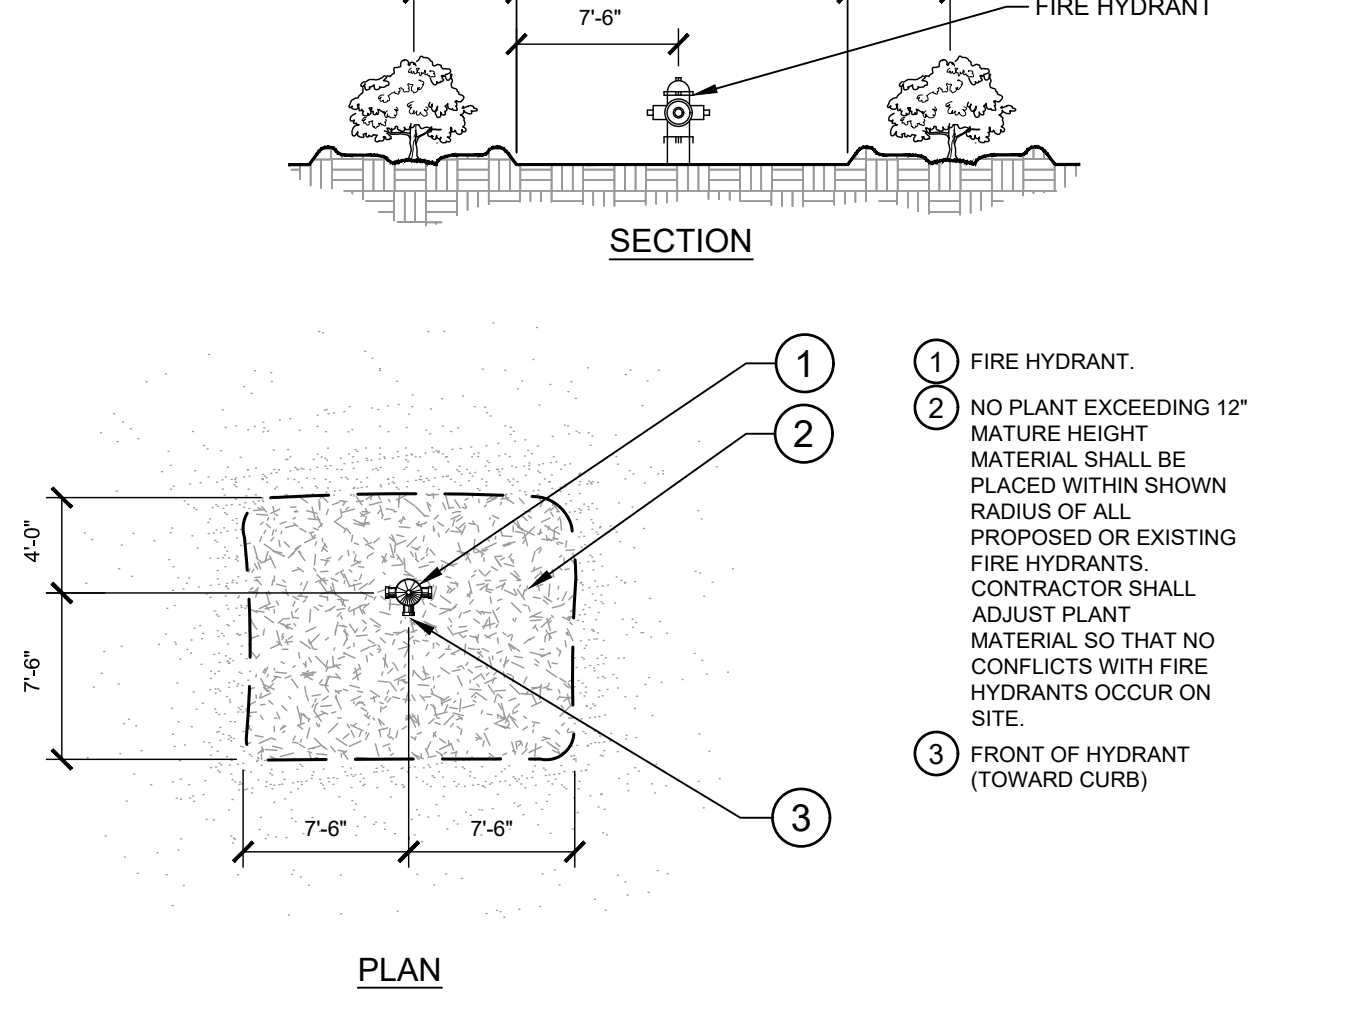 FIRE HYDRANT
7'-6"
SECTION
1
2
4'-0"
7'-6"
7'-6"
7'-6"
3
PLAN
1 FIRE HYDRANT.
2 NO PLANT EXCEEDING 12"
MATURE HEIGHT
MATERIAL SHALL BE
PLACED WITHIN SHOWN
RADIUS OF ALL
PROPOSED OR EXISTING
FIRE HYDRANTS.
CONTRACTOR SHALL
ADJUST PLANT
MATERIAL SO THAT NO
CONFLICTS WITH FIRE
HYDRANTS OCCUR ON
SITE.
3 FRONT OF HYDRANT
(TOWARD CURB)